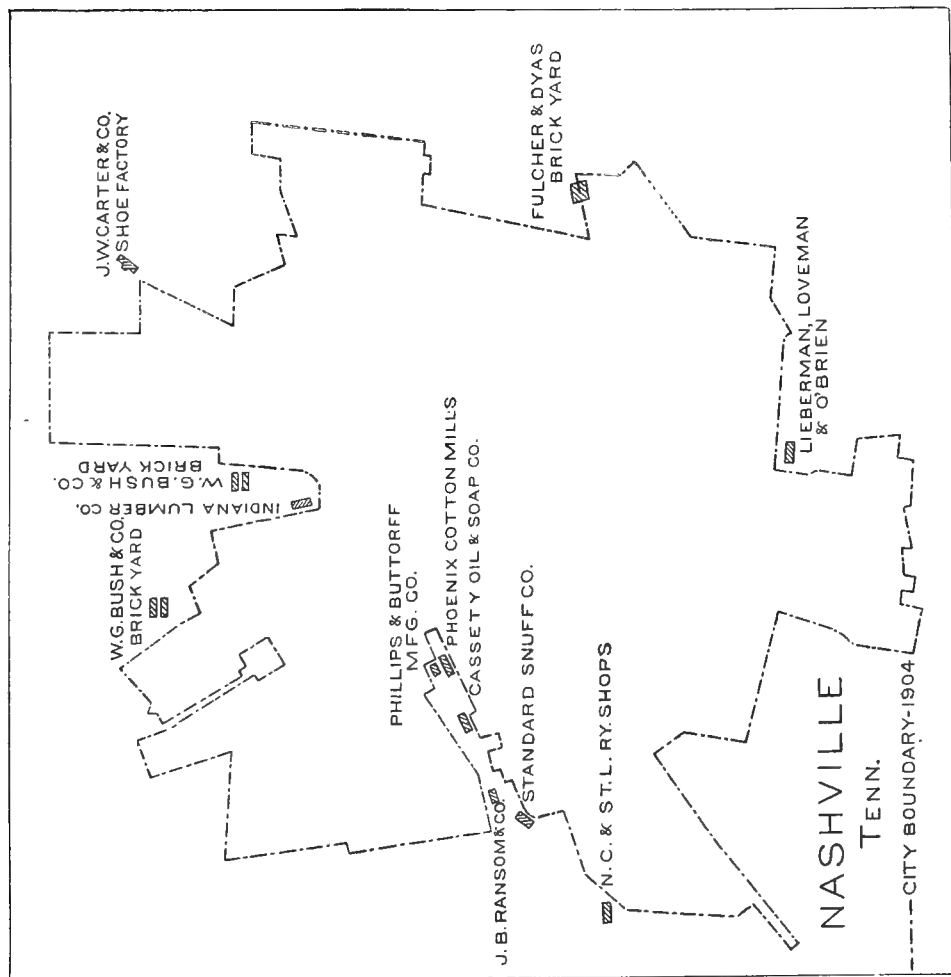 J.W. CARTER & CO.
SHOE FACTORY
FULCHER & DYAS
BRICK YARD
W.G. BUSH & CO.
BRICK YARD
INDIANA LUMBER CO.
W.G. BUSH & CO.
BRICK YARD
LIEBERMAN, LOVEMAN
& O'BRIEN
PHILLIPS & BUTTORFF
MFG. CO.
PHOENIX COTTON MILLS
CASSETY OIL & SOAP CO.
STANDARD SNUFF CO.
J.B. RANSOM & CO.
N.C. & ST.L. RY. SHOPS
NASHVILLE
TENN.
CITY BOUNDARY-1904